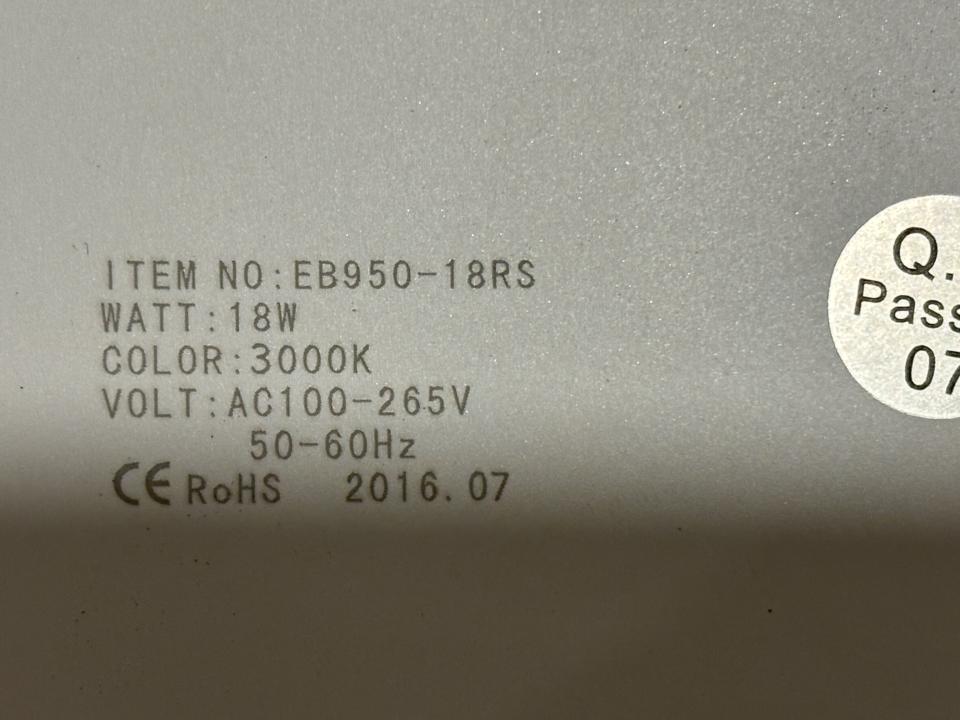 ITEM NO:EB950-18RS
WATT:18W
COLOR:3000K
VOLT:AC100-265V
50-60Hz
CE RoHS 2016.07
Q.
Pass
07